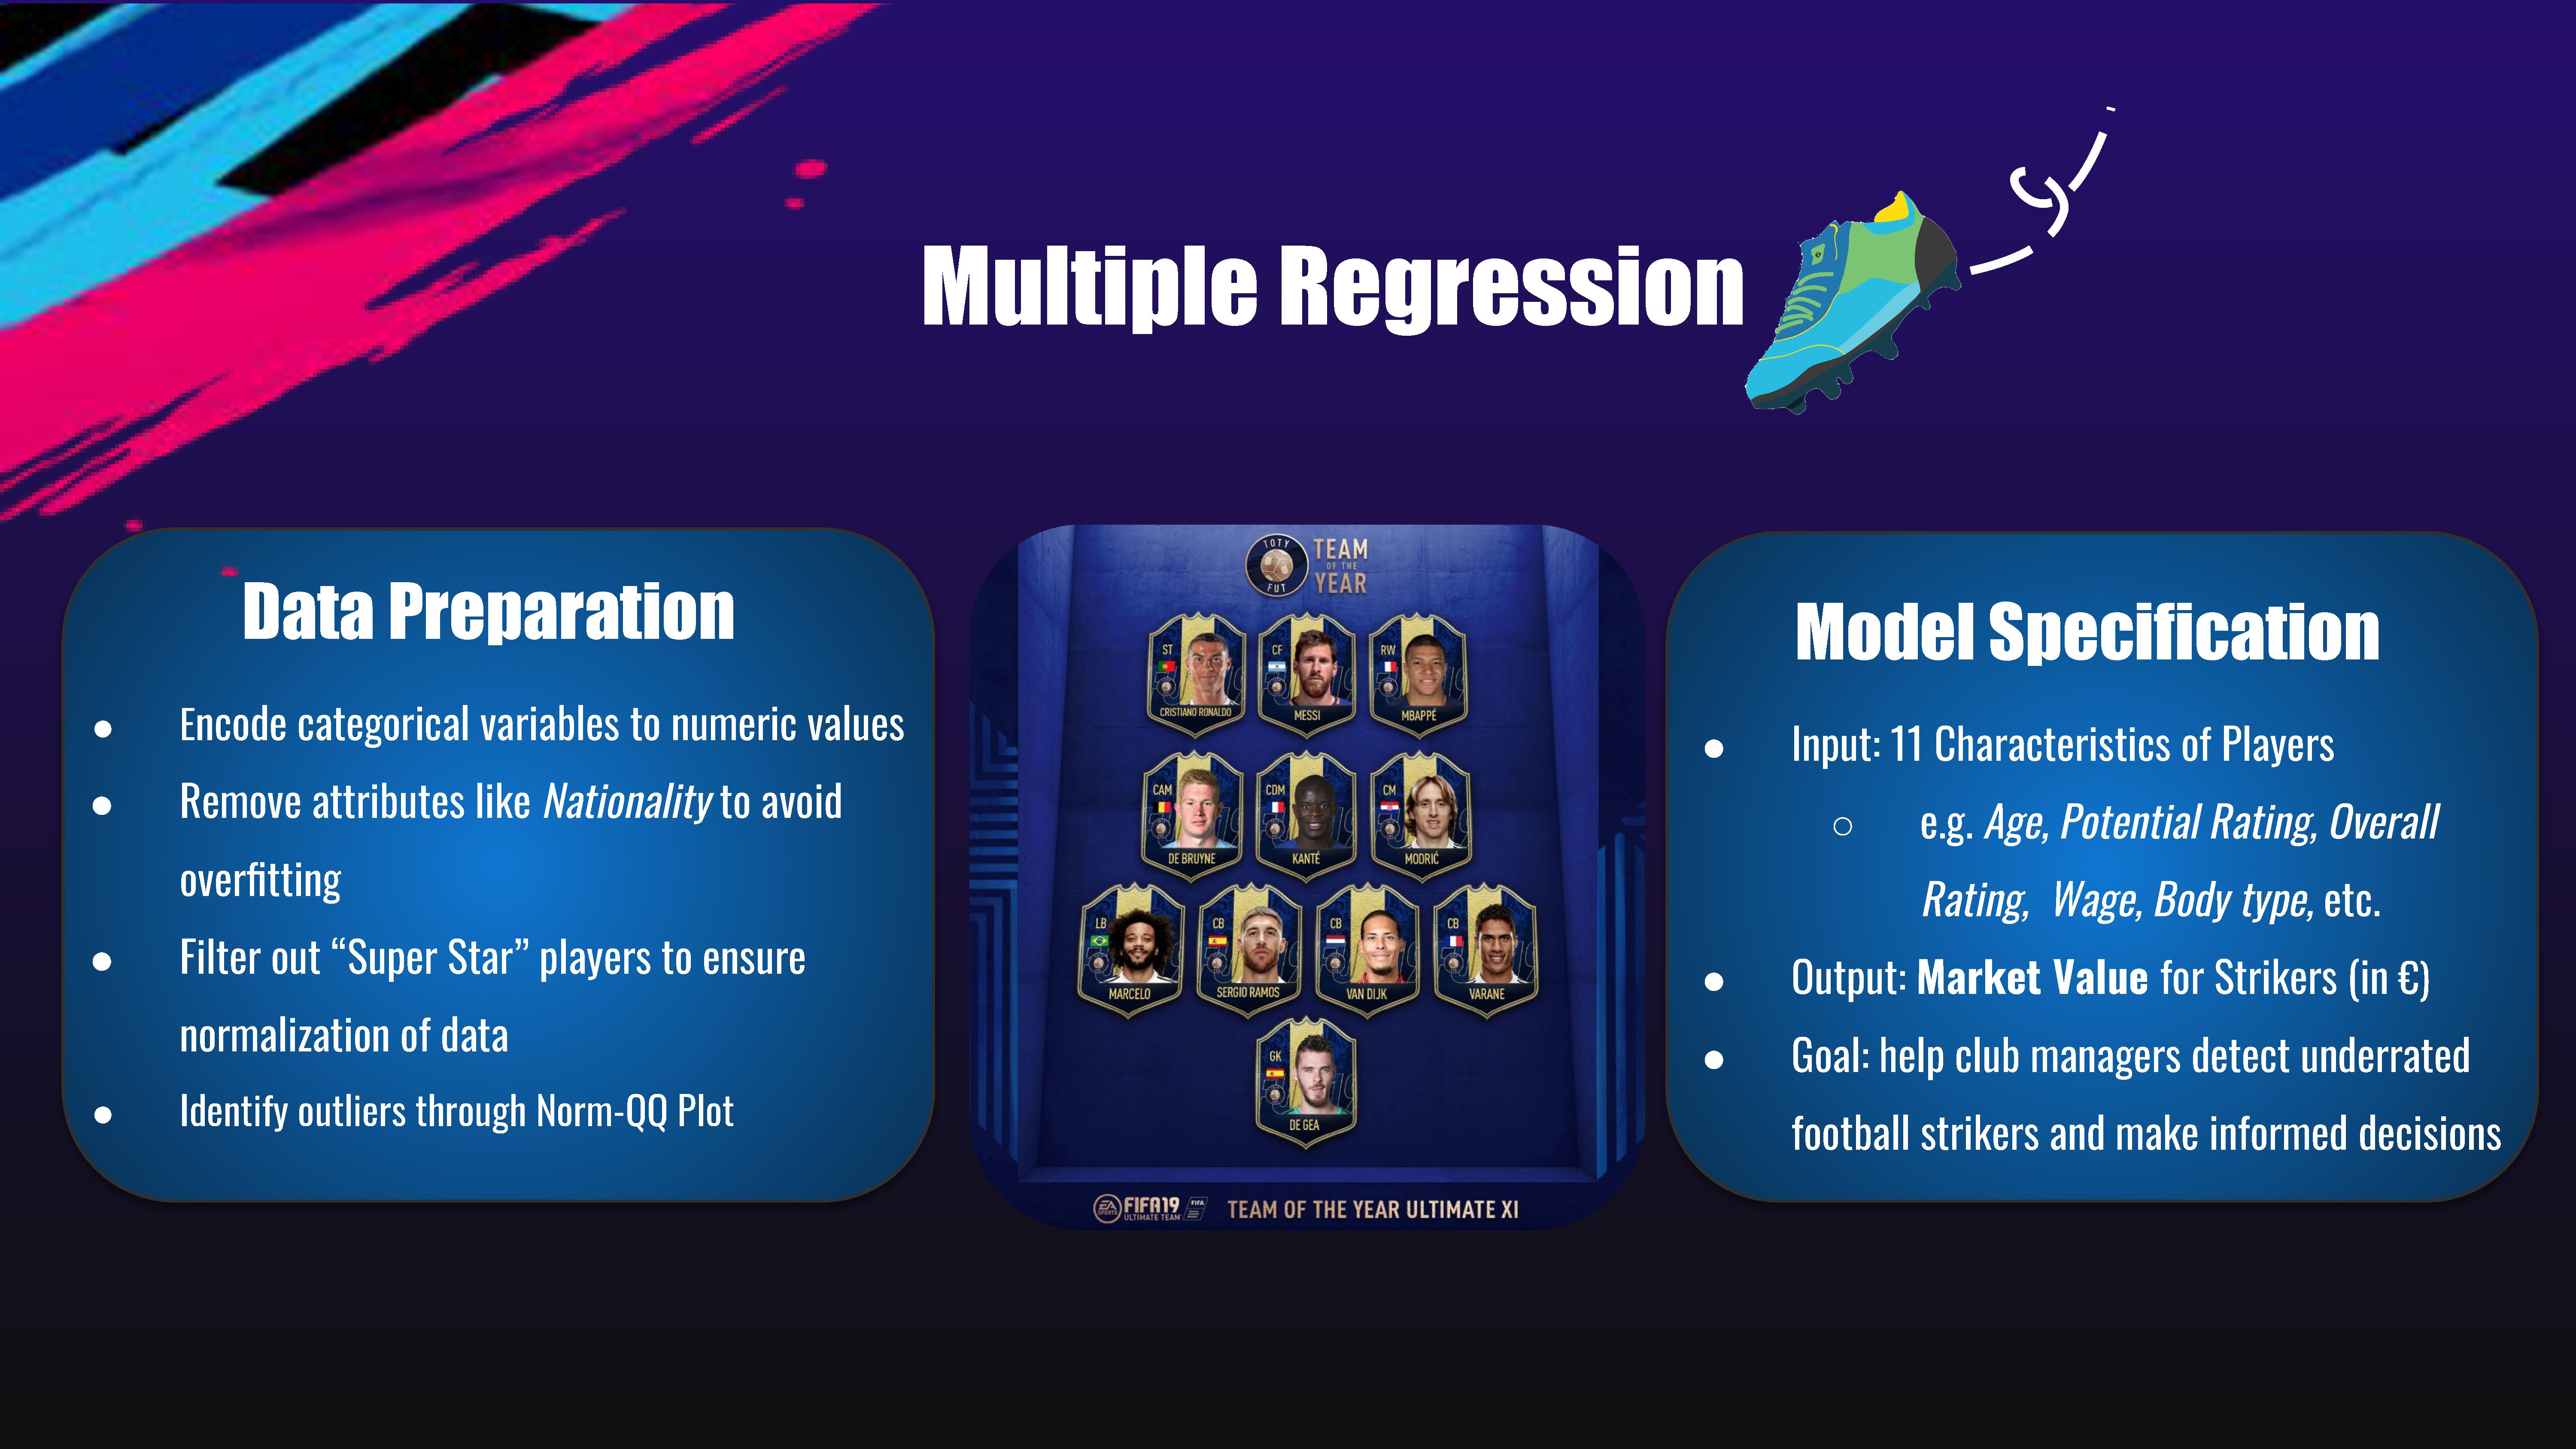 Multiple Regression
Data Preparation
● Encode categorical variables to numeric values
● Remove attributes like Nationality to avoid
overfitting
● Filter out “Super Star” players to ensure
normalization of data
● Identify outliers through Norm-QQ Plot
TOTY
FUT
TEAM
OF THE
YEAR
ST
CRISTIANO RONALDO
CF
MESSI
RW
MBAPPÉ
CAM
DE BRUYNE
CDM
KANTÉ
CM
MODRIĆ
LB
MARCELO
CB
SERGIO RAMOS
CB
VAN DIJK
CB
VARANE
GK
DE GEA
EA
SPORTS
FIFA19
ULTIMATE TEAM
FIFA
TEAM OF THE YEAR ULTIMATE XI
Model Specification
● Input: 11 Characteristics of Players
○ e.g. Age, Potential Rating, Overall
Rating, Wage, Body type, etc.
● Output: Market Value for Strikers (in €)
● Goal: help club managers detect underrated
football strikers and make informed decisions